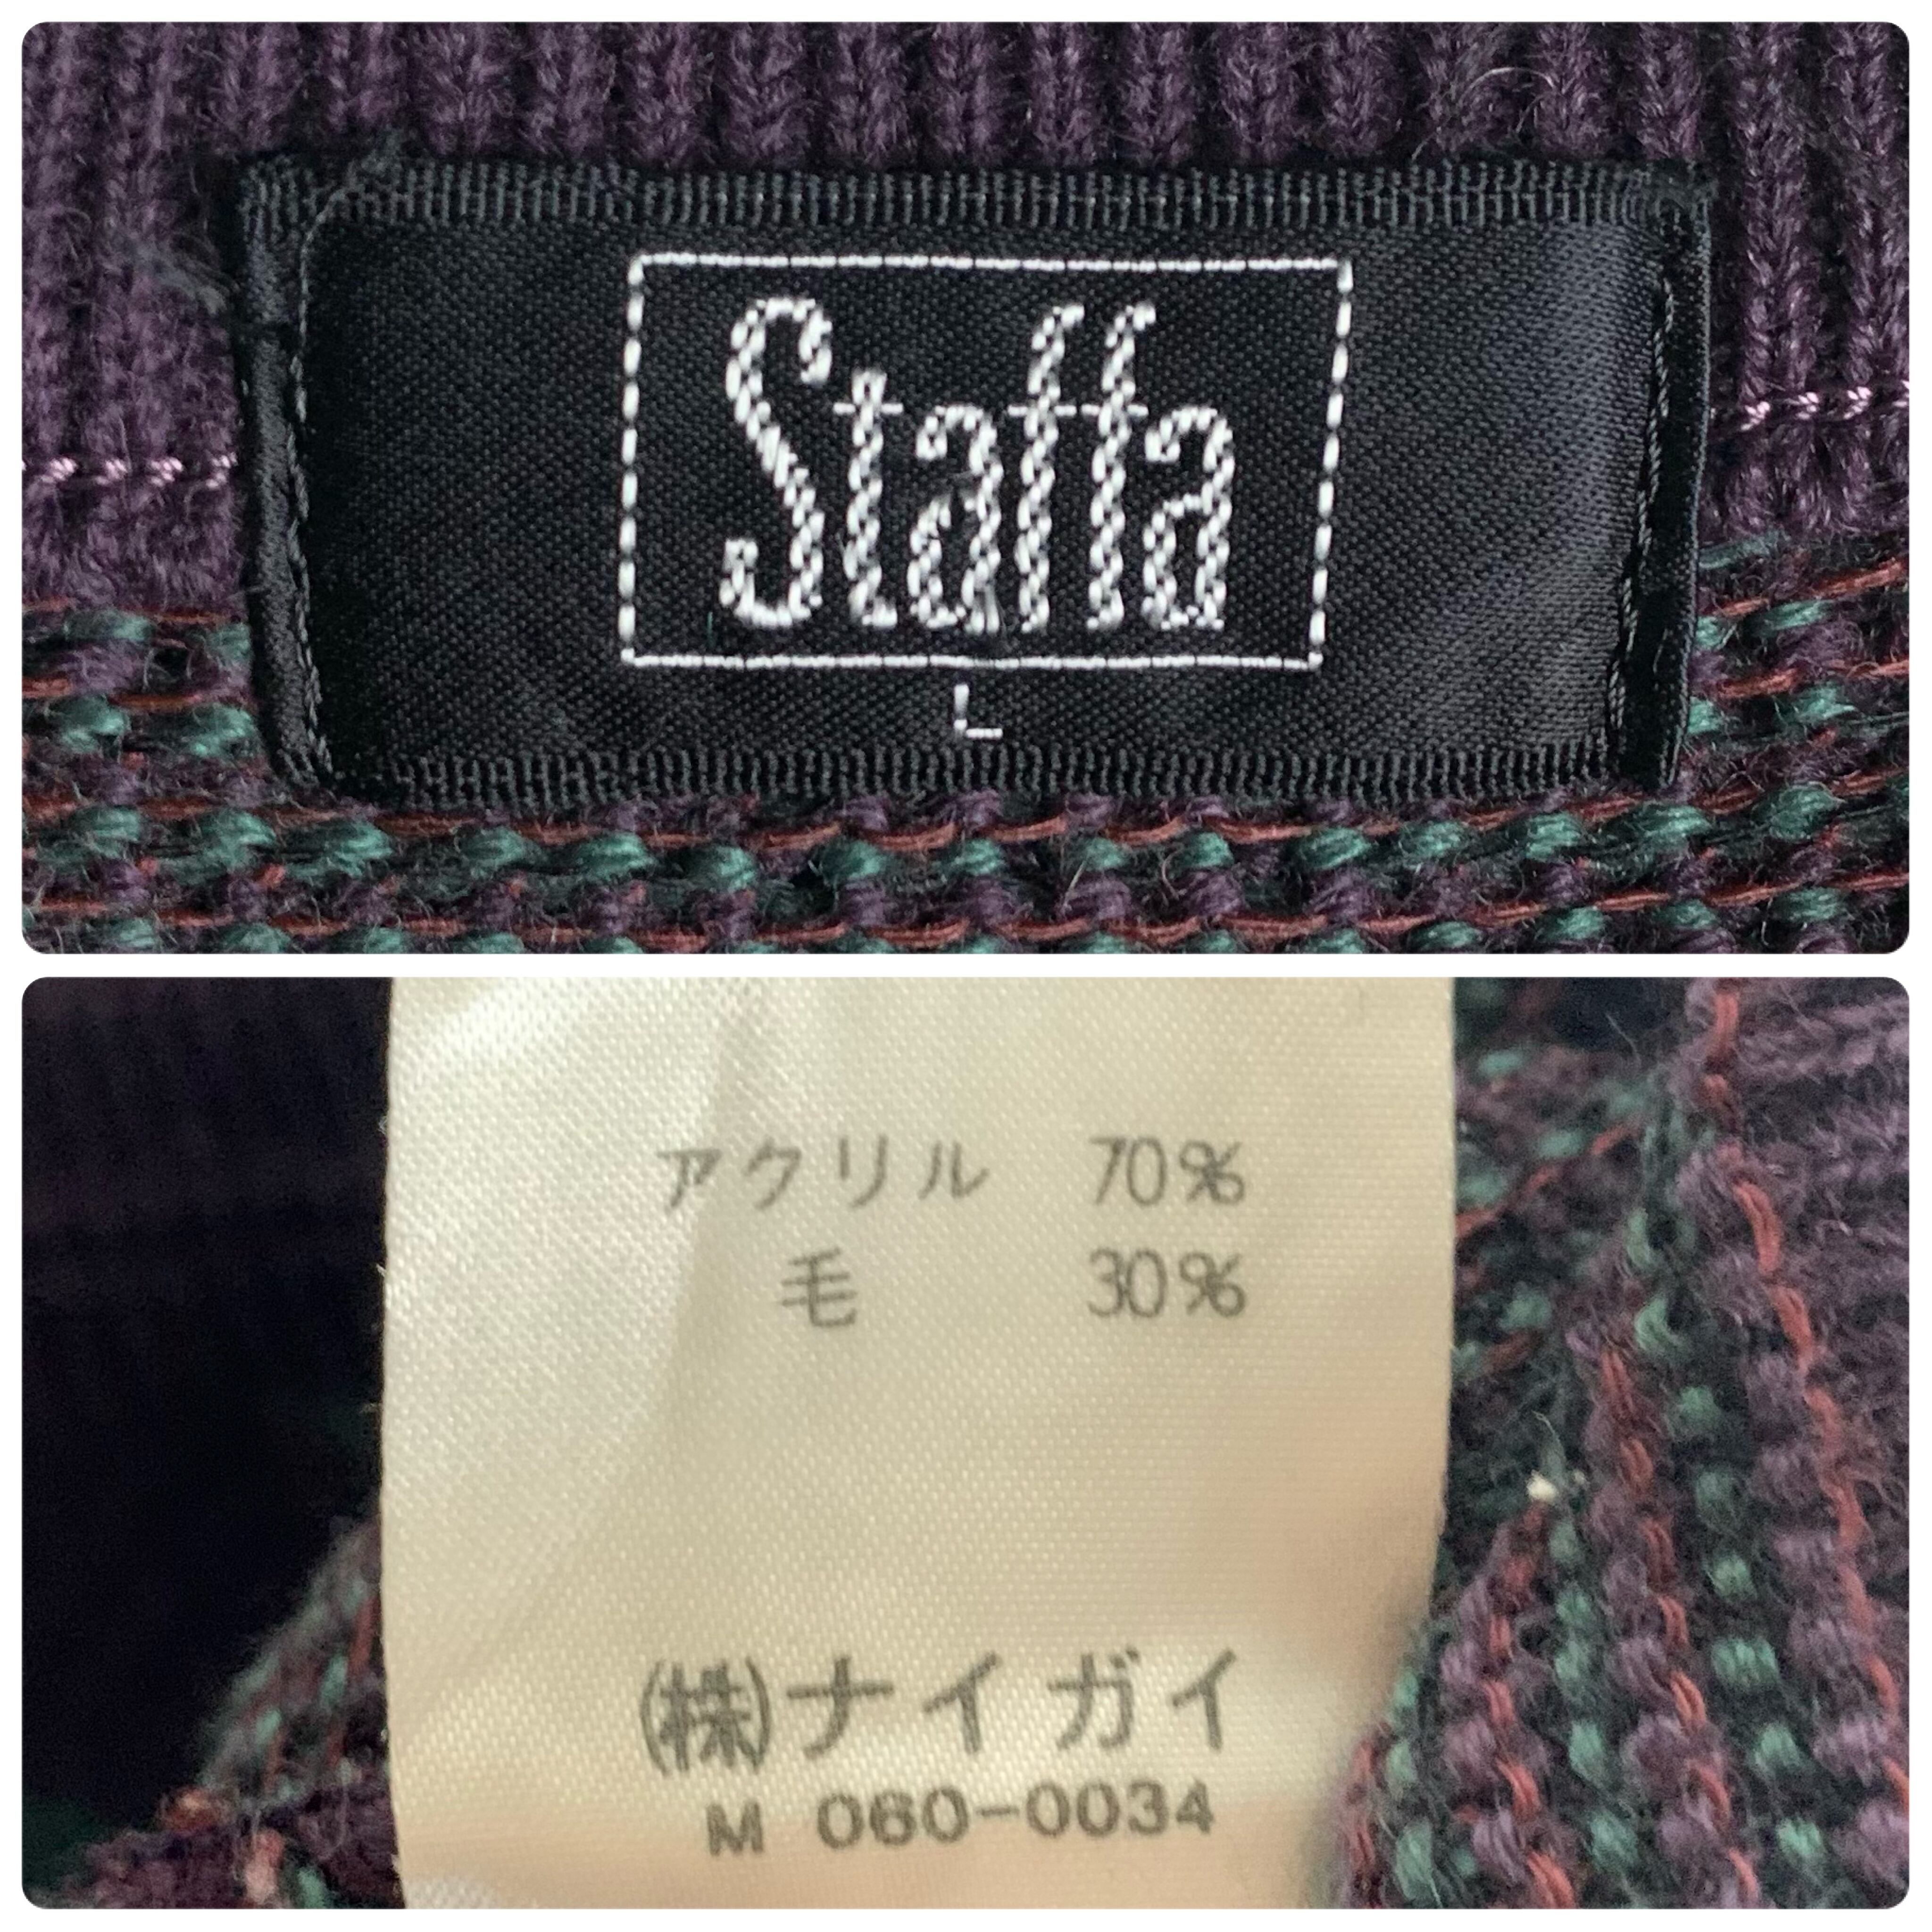 Staffa
L
アクリル 70%
毛 30%
(株)ナイガイ
M 060-0034